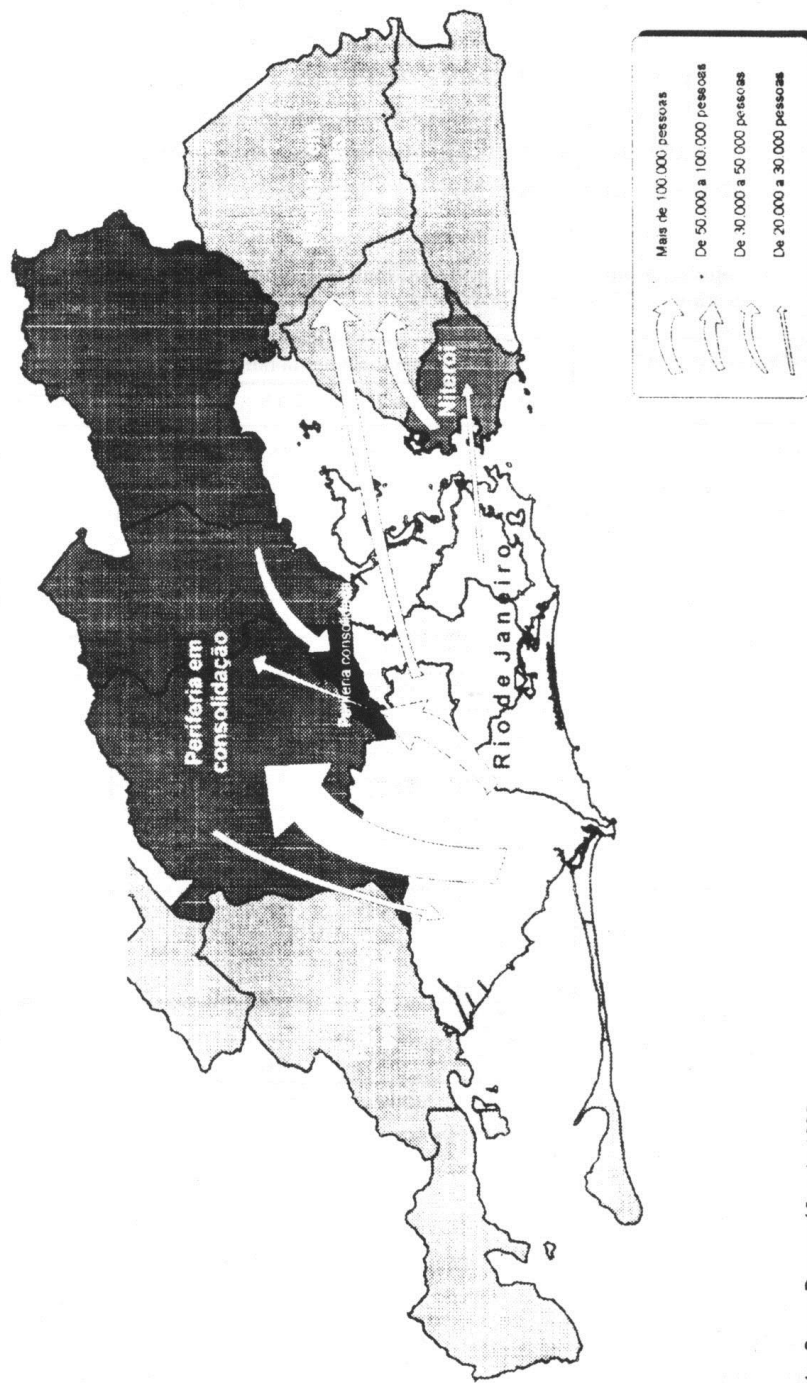 Periferia em
consolidação
Periferia consolid
Niterói
Rio de Janeiro
Mais de 100.000 pessoas
De 50.000 a 100.000 pessoas
De 30.000 a 50.000 pessoas
De 20.000 a 30.000 pessoas